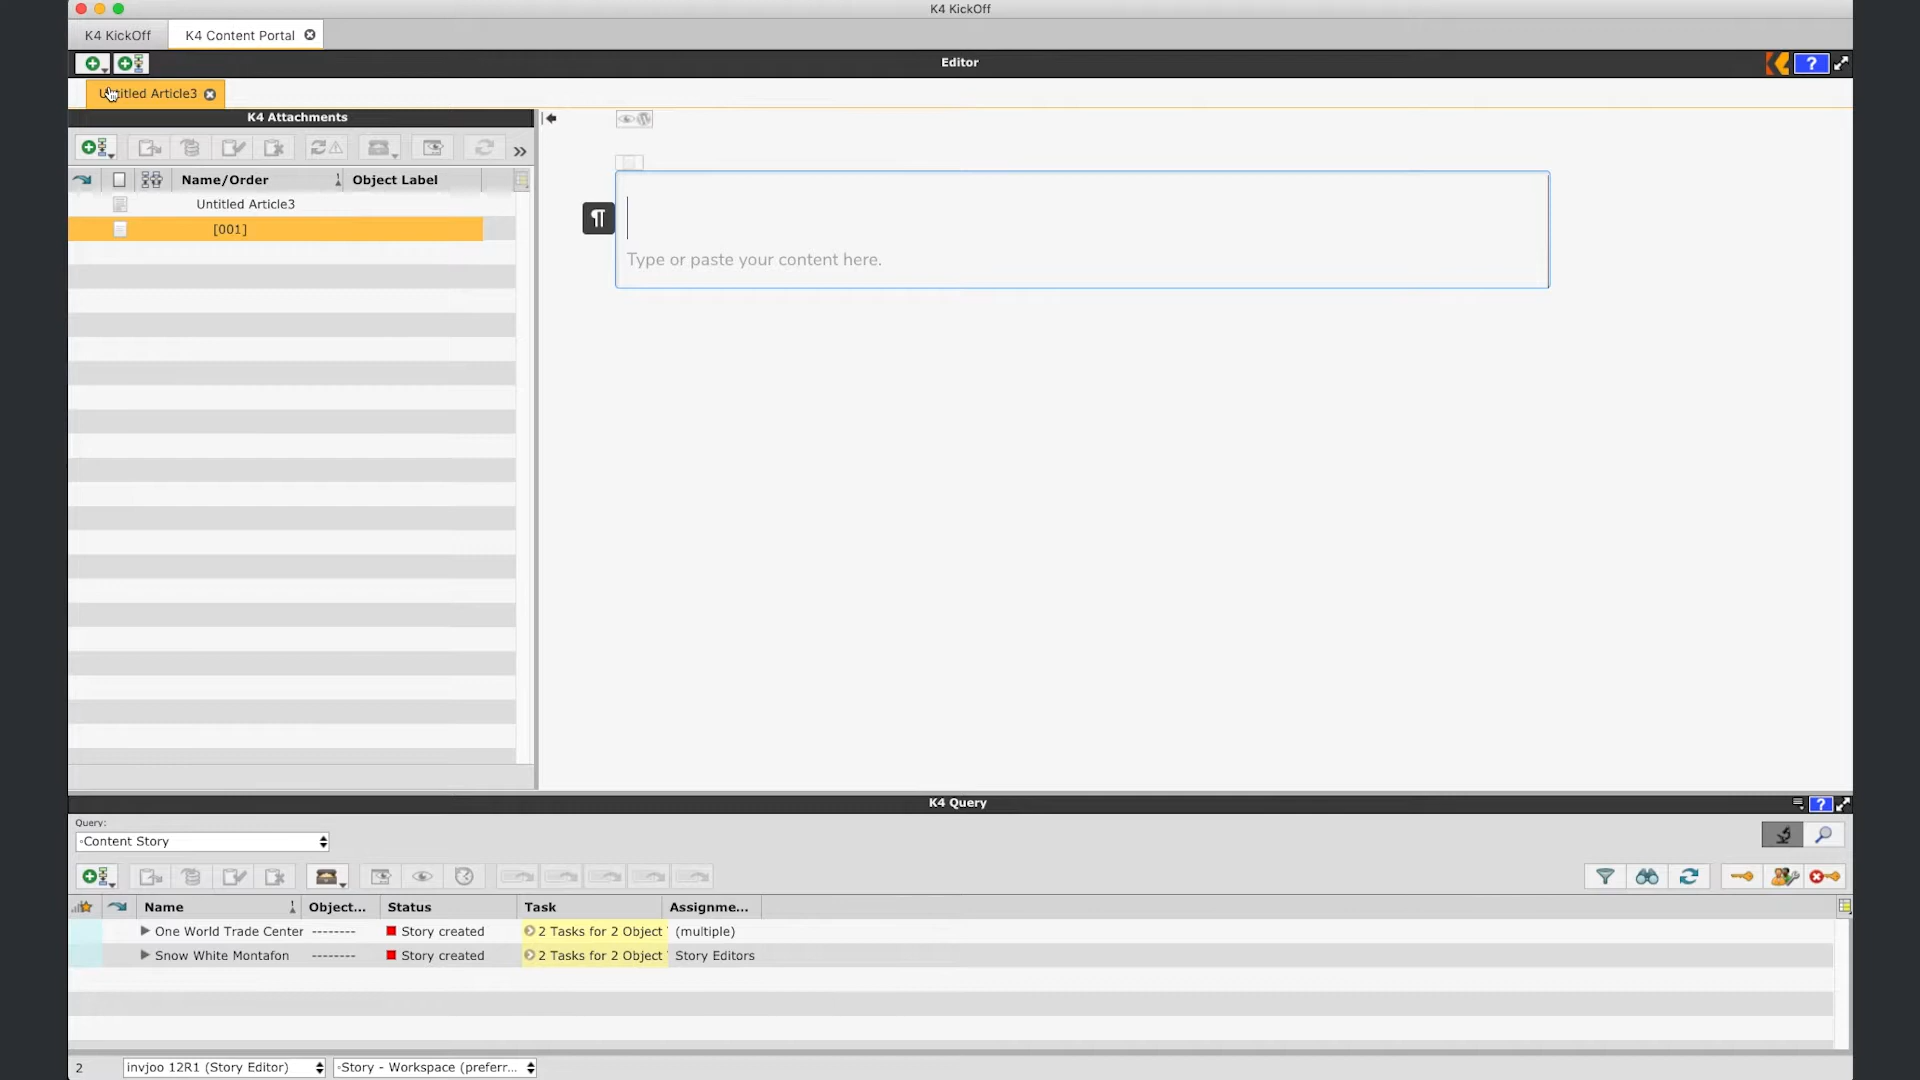 K4 KickOff
K4 KickOff
K4 Content Portal
Editor
?
Untitled Article3
K4 Attachments
»
Name/Order
Object Label
Untitled Article3
[001]
¶
Type or paste your content here.
K4 Query
?
Query:
◦Content Story
Name
Object...
Status
Task
Assignme...
One World Trade Center
--------
Story created
2 Tasks for 2 Object
(multiple)
Snow White Montafon
--------
Story created
2 Tasks for 2 Object
Story Editors
2
invjoo 12R1 (Story Editor)
◦Story - Workspace (preferr...